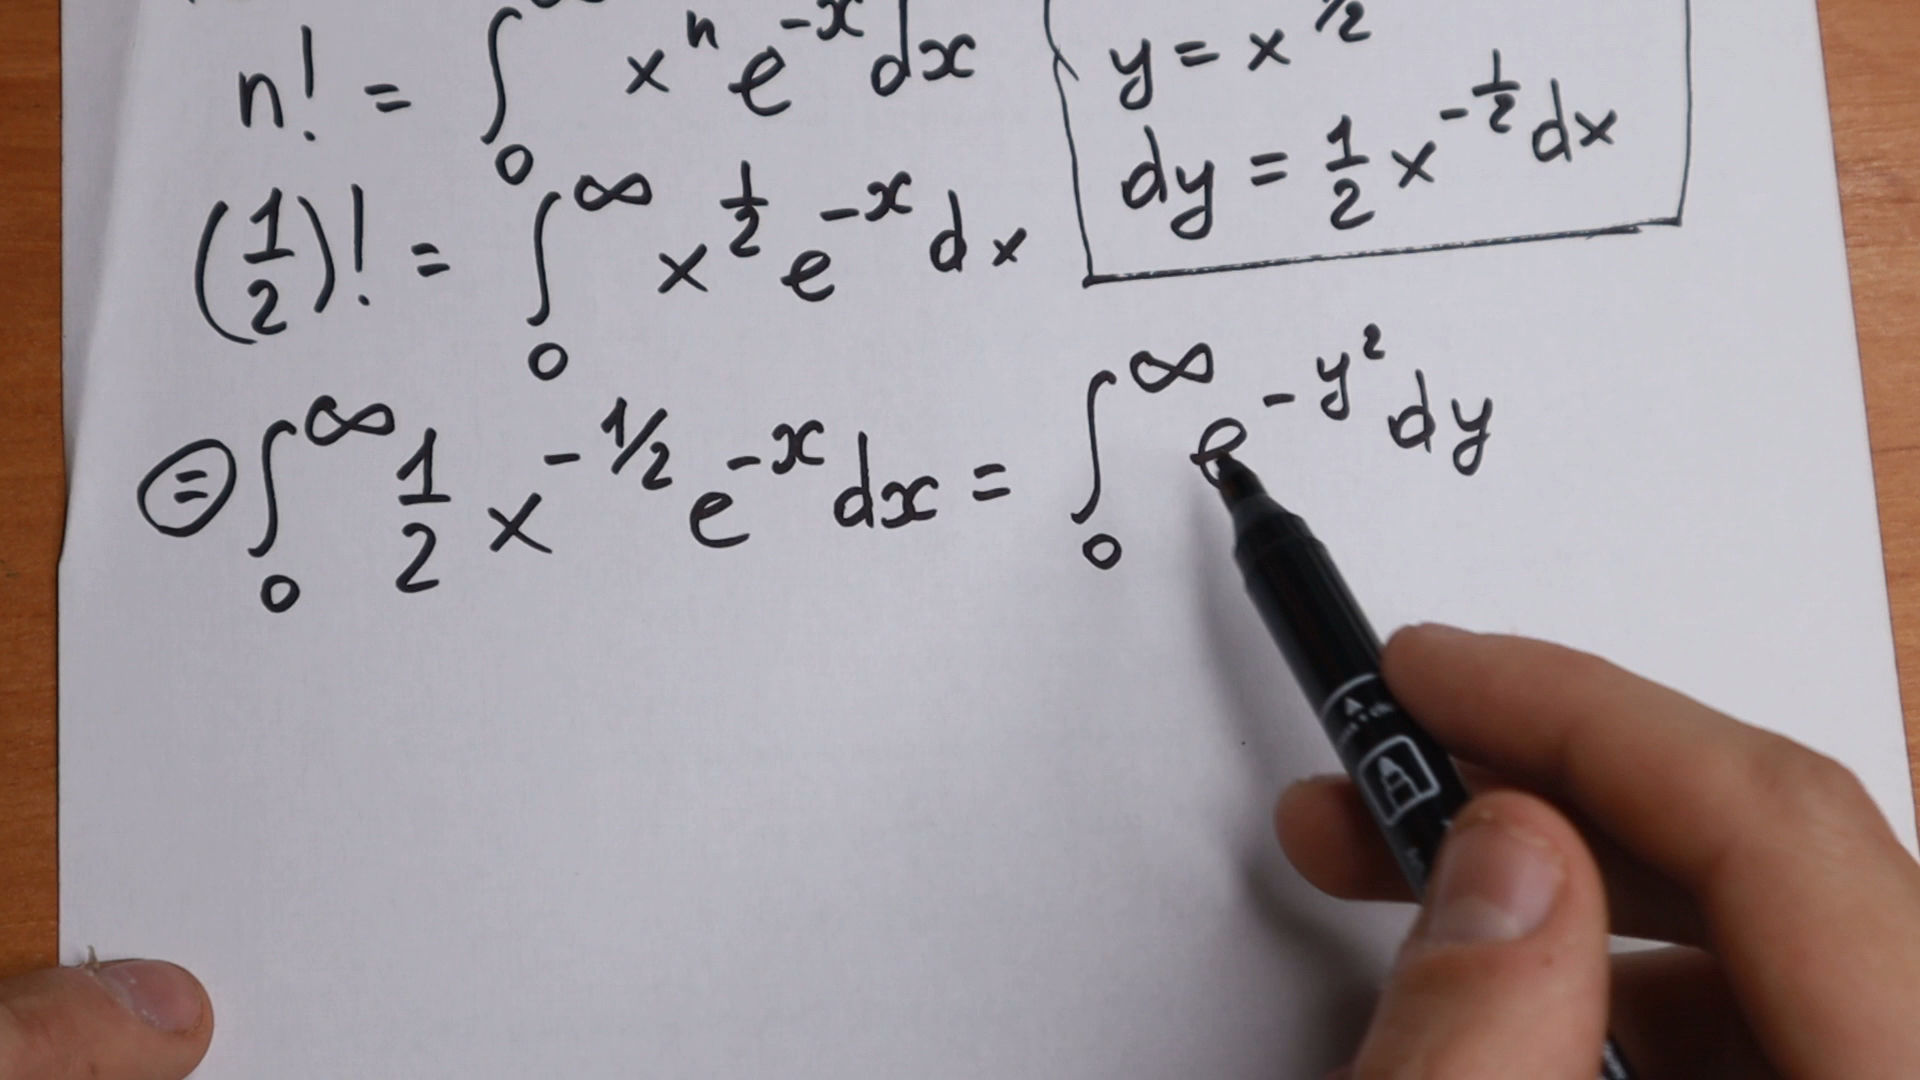 n! = ∫₀^∞ xⁿ e^{-x} dx
(1/2)! = ∫₀^∞ x^{1/2} e^{-x} dx
y = x^{1/2}
dy = 1/2 x^{-1/2} dx
⊜ ∫₀^∞ 1/2 x^{-1/2} e^{-x} dx = ∫₀^∞ e^{-y²} dy